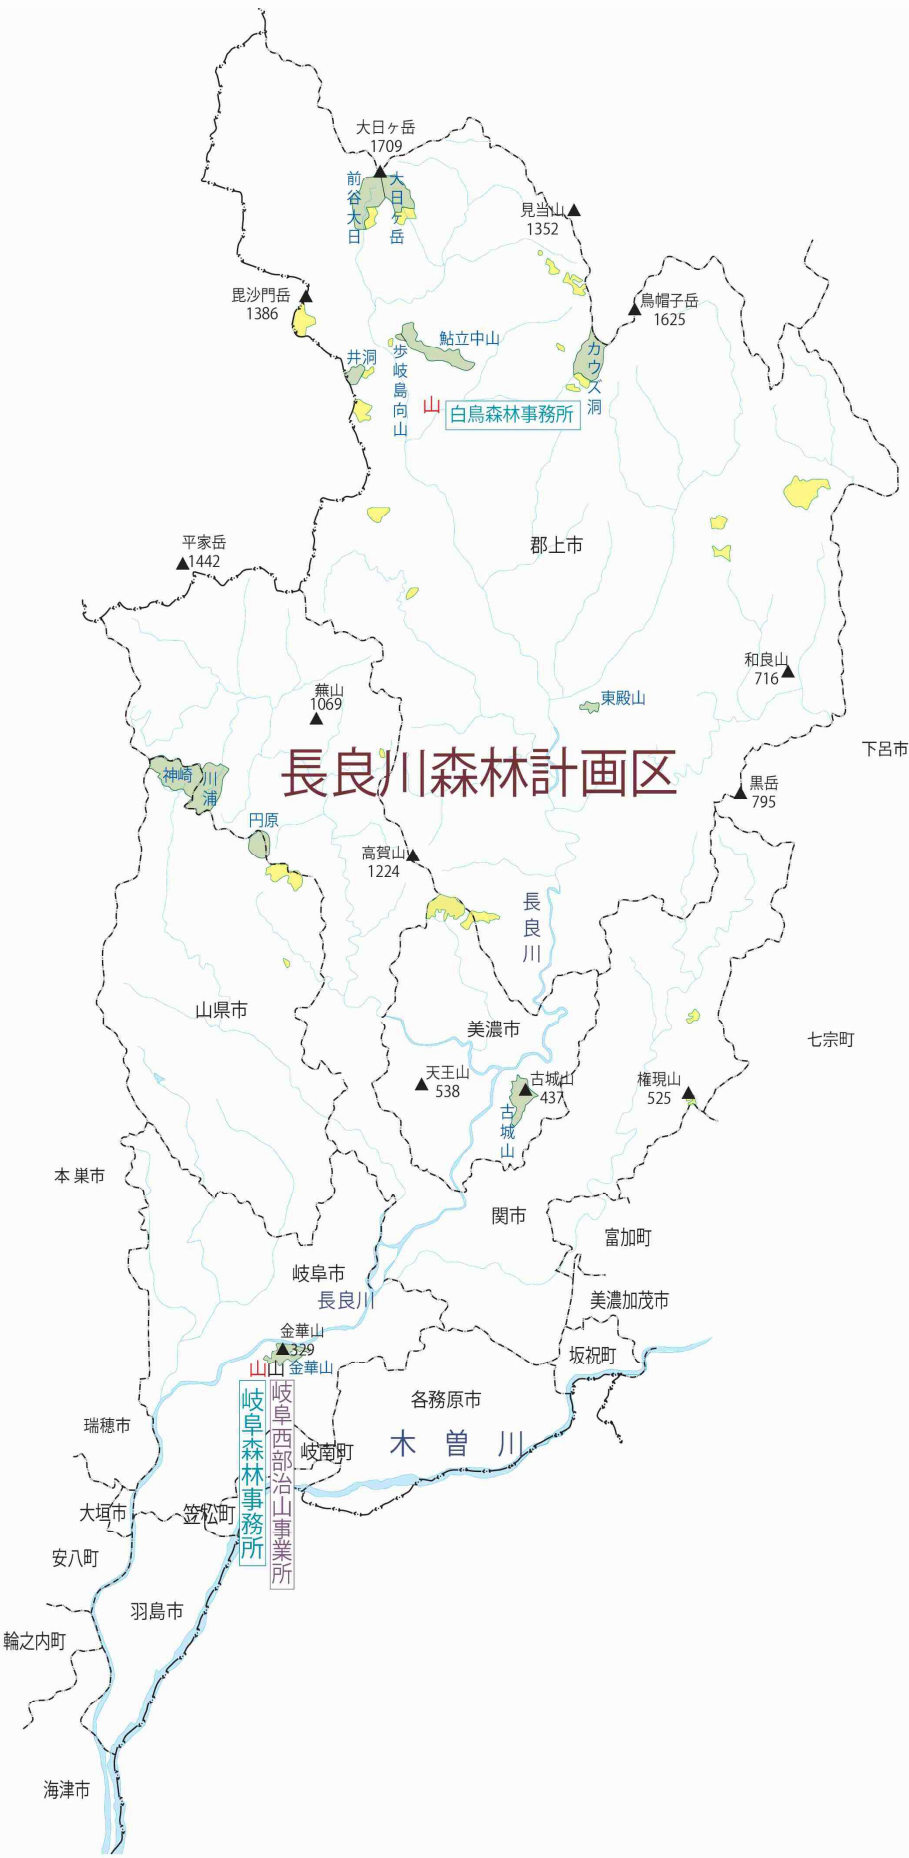 大日ヶ岳
1709
前谷大日
大日ヶ岳
見当山
1352
毘沙門岳
1386
烏帽子岳
1625
鮎立中山
井洞
歩岐島向山
カウズ洞
山
白鳥森林事務所
平家岳
1442
郡上市
和良山
716
蕪山
1069
東殿山
下呂市
長良川森林計画区
神崎
川浦
黒岳
795
円原
高賀山
1224
長良川
山県市
美濃市
七宗町
天王山
538
古城山
437
権現山
525
古城山
本巣市
関市
富加町
岐阜市
長良川
美濃加茂市
金華山
329
坂祝町
山山
金華山
各務原市
瑞穂市
木曽川
岐南町
岐阜森林事務所
岐阜西部治山事業所
大垣市
笠松町
安八町
羽島市
輪之内町
海津市